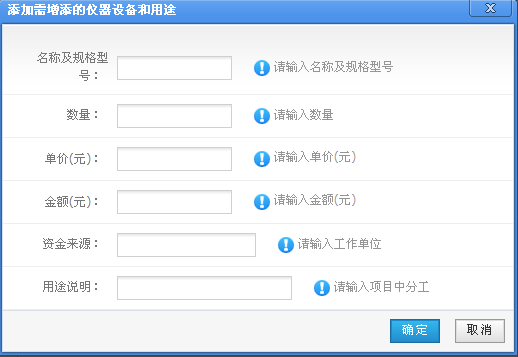 添加需增添的仪器设备和用途
名称及规格型
号：
请输入名称及规格型号
数量：
请输入数量
单价(元)：
请输入单价(元)
金额(元)：
请输入金额(元)
资金来源：
请输入工作单位
用途说明：
请输入项目中分工
确定
取消